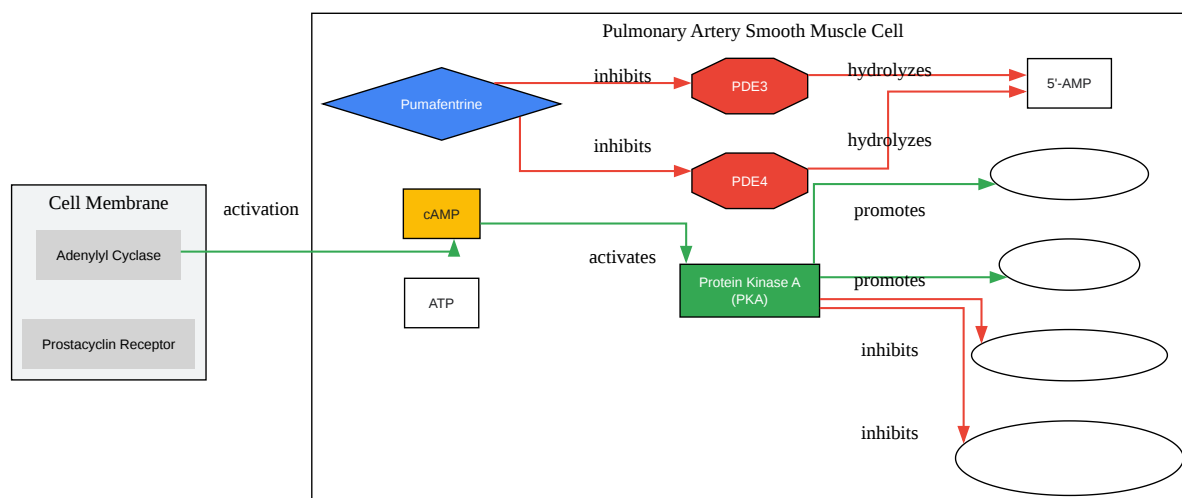 Pulmonary Artery Smooth Muscle Cell
inhibits
PDE3
hydrolyzes
5'-AMP
Pumafentrine
inhibits
hydrolyzes
PDE4
Cell Membrane
activation
cAMP
promotes
Adenylyl Cyclase
activates
Protein Kinase A
(PKA)
promotes
ATP
Prostacyclin Receptor
inhibits
inhibits